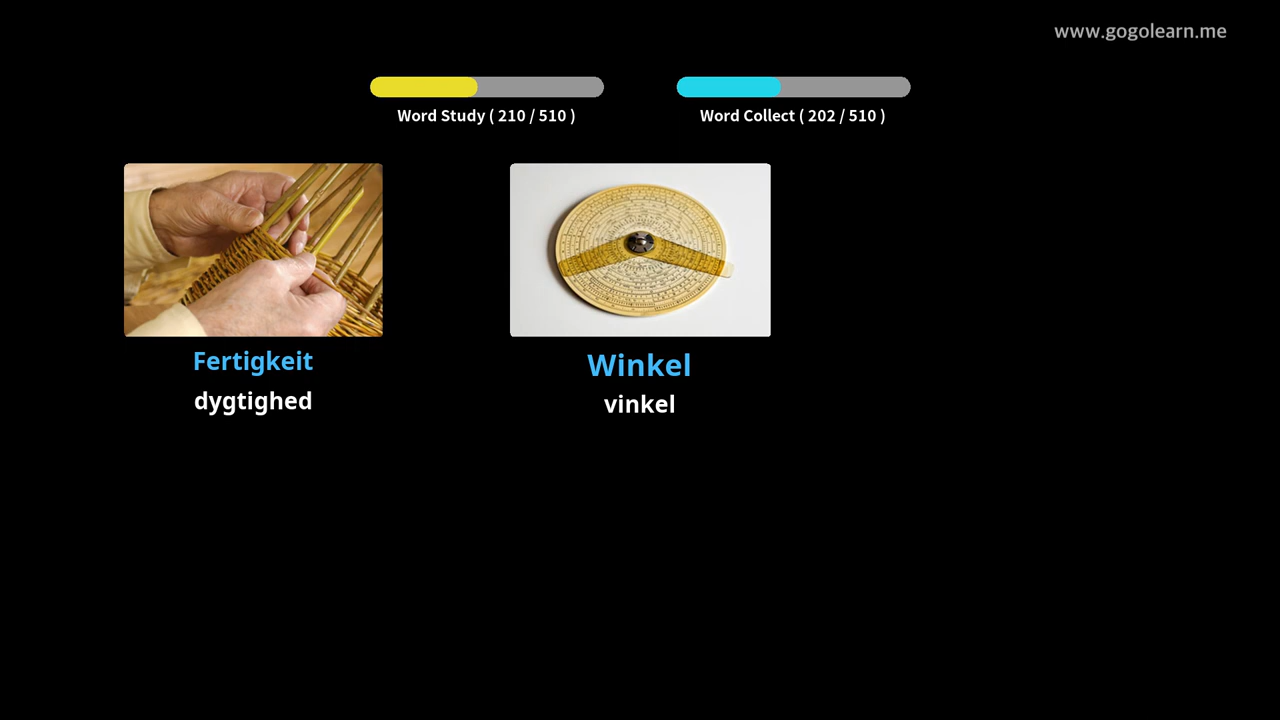 www.gogolearn.me
Word Study ( 210 / 510 )
Word Collect ( 202 / 510 )
Fertigkeit
dygtighed
Winkel
vinkel